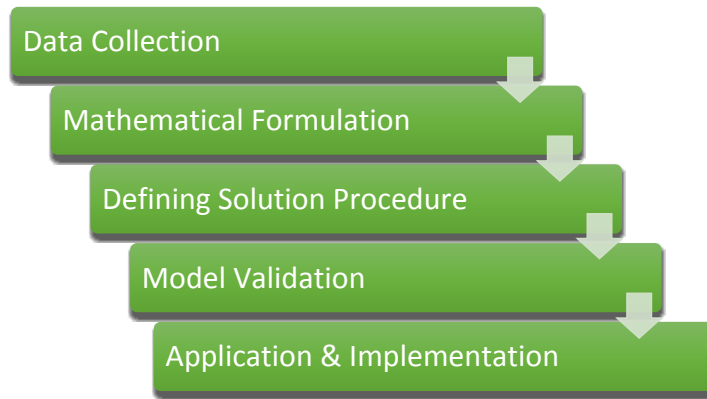 Data Collection
Mathematical Formulation
Defining Solution Procedure
Model Validation
Application & Implementation